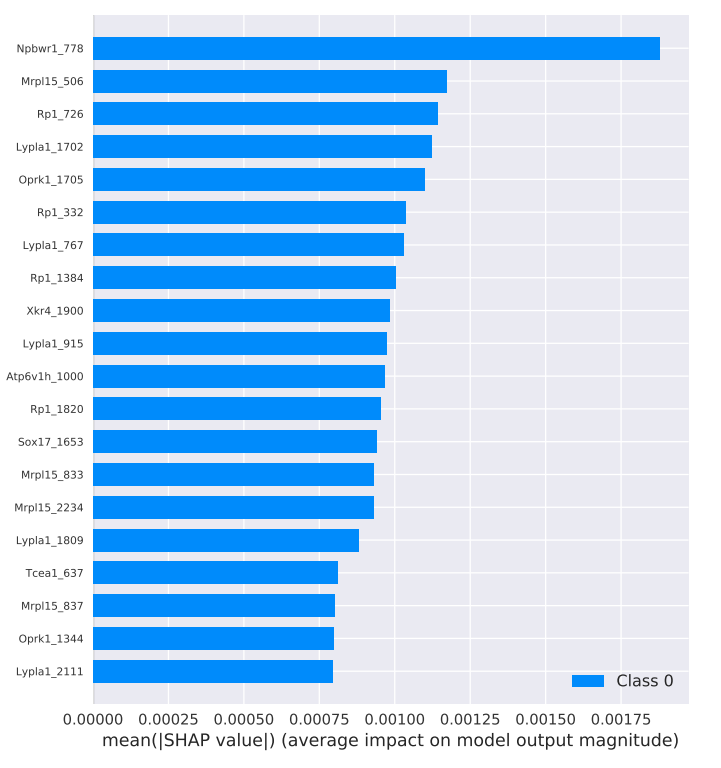 Npbwr1_778
Mrpl15_506
Rp1_726
Lypla1_1702
Oprk1_1705
Rp1_332
Lypla1_767
Rp1_1384
Xkr4_1900
Lypla1_915
Atp6v1h_1000
Rp1_1820
Sox17_1653
Mrpl15_833
Mrpl15_2234
Lypla1_1809
Tcea1_637
Mrpl15_837
Oprk1_1344
Lypla1_2111
Class 0
0.00000 0.00025 0.00050 0.00075 0.00100 0.00125 0.00150 0.00175
mean(|SHAP value|) (average impact on model output magnitude)